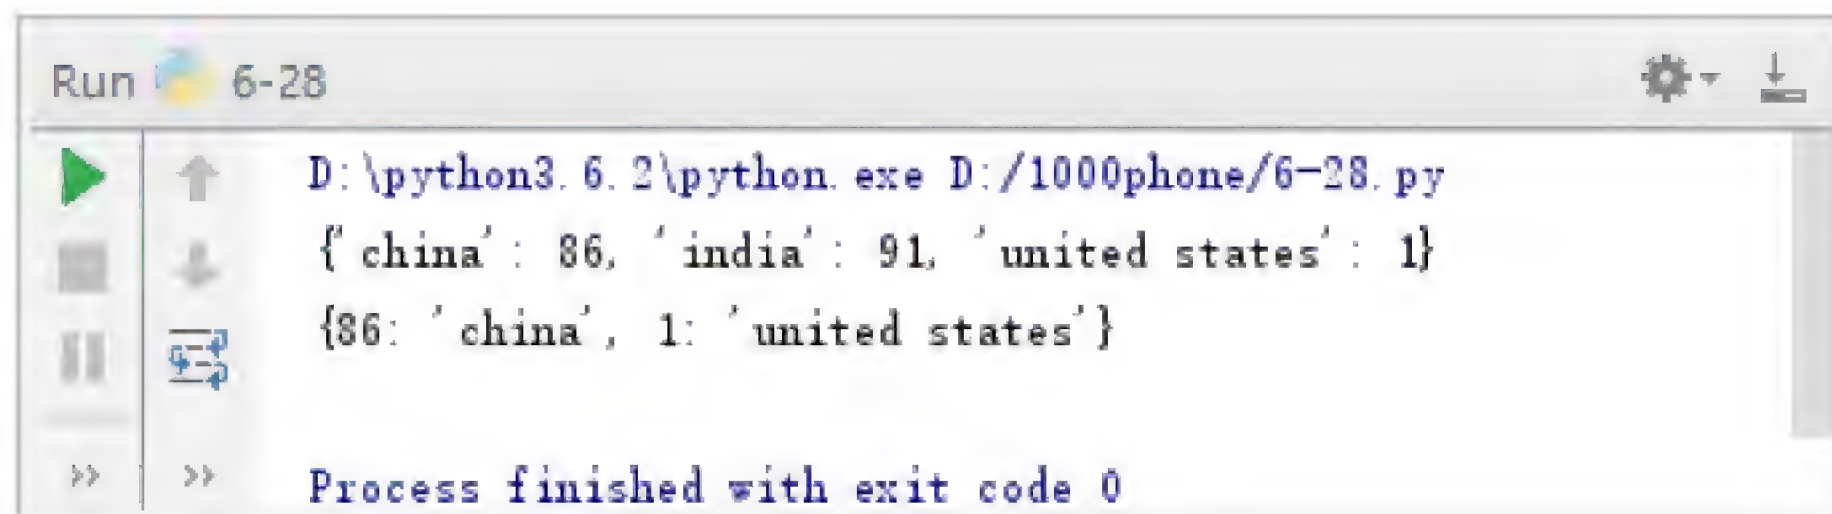 Run 6-28
D:\python3.6.2\python.exe D:/1000phone/6-28.py
{'china': 86, 'india': 91, 'united states': 1}
{86: 'china', 1: 'united states'}
Process finished with exit code 0